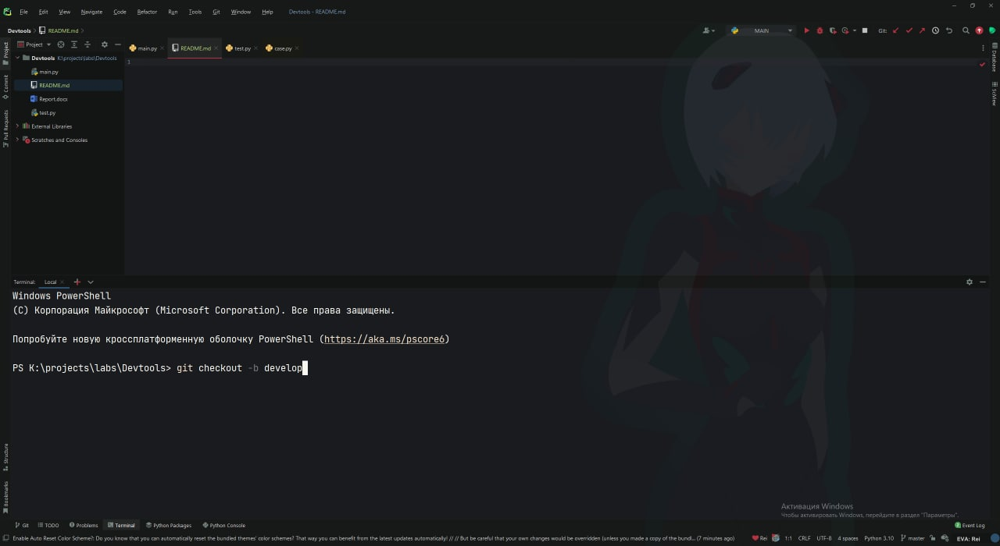 File Edit View Navigate Code Refactor Run Tools Git Window Help Devtools - README.md
Devtools README.md MAIN Git:
Project main.py README.md test.py case.py
Project
Devtools K:\projects\labs\Devtools
1
main.py
README.md
Report.docs
test.py
External Libraries
Scratches and Consoles
Commit
Pull Requests
Database
SciView
Terminal: Local
Windows PowerShell
(C) Корпорация Майкрософт (Microsoft Corporation). Все права защищены.
Попробуйте новую кроссплатформенную оболочку PowerShell (https://aka.ms/pscore6)
PS K:\projects\labs\Devtools> git checkout -b develop
Structure
Bookmarks
Активация Windows
Чтобы активировать Windows, перейдите в раздел "Параметры".
Git TODO Problems Terminal Python Packages Python Console 2 Event Log
Enable Auto Reset Color Scheme?: Do you know that you can automatically reset the bundled themes' color schemes? That way you can benefit from the latest updates automatically! // // But be careful that your own changes would be overridden (unless you made a copy of the bund... (7 minutes ago) Rei 1:1 CRLF UTF-8 4 spaces Python 3.10 master EVA: Rei